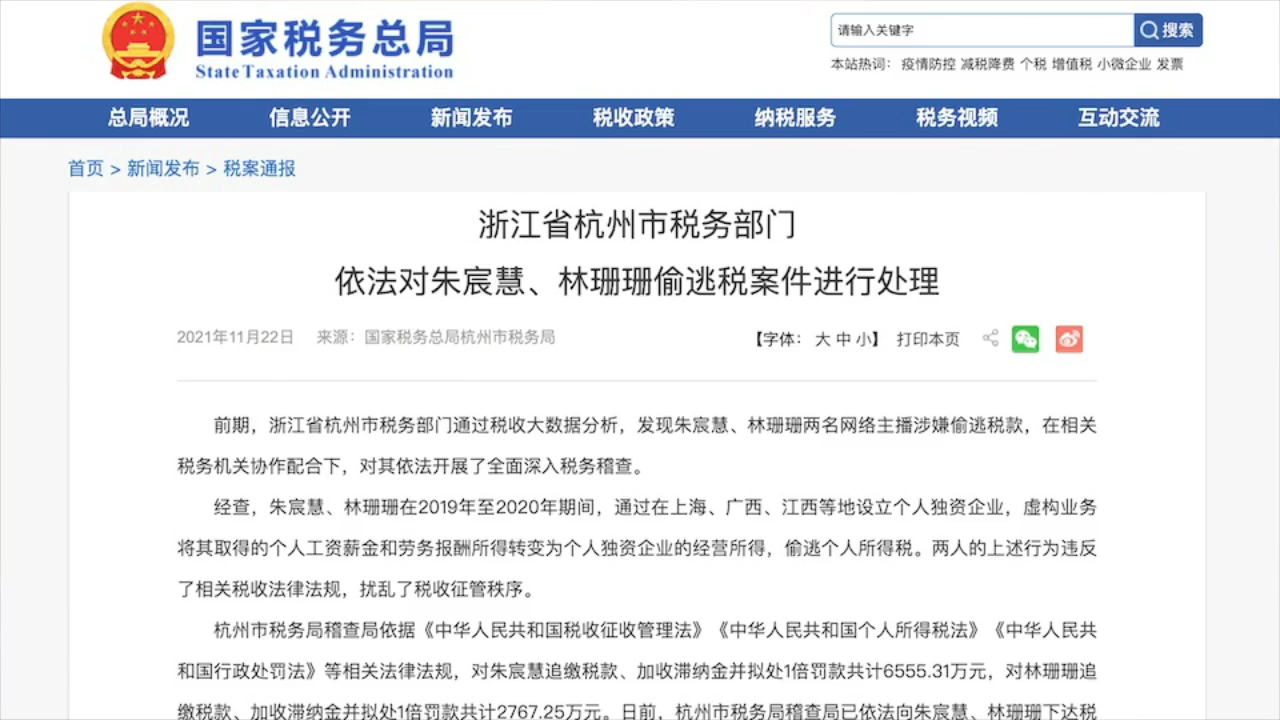 国家税务总局
State Taxation Administration
请输入关键字
搜索
本站热词： 疫情防控 减税降费 个税 增值税 小微企业 发票
总局概况 信息公开 新闻发布 税收政策 纳税服务 税务视频 互动交流
首页 > 新闻发布 > 税案通报
浙江省杭州市税务部门
依法对朱宸慧、林珊珊偷逃税案件进行处理
2021年11月22日 来源：国家税务总局杭州市税务局
【字体： 大 中 小】 打印本页
前期，浙江省杭州市税务部门通过税收大数据分析，发现朱宸慧、林珊珊两名网络主播涉嫌偷逃税款，在相关
税务机关协作配合下，对其依法开展了全面深入税务稽查。
经查，朱宸慧、林珊珊在2019年至2020年期间，通过在上海、广西、江西等地设立个人独资企业，虚构业务
将其取得的个人工资薪金和劳务报酬所得转变为个人独资企业的经营所得，偷逃个人所得税。两人的上述行为违反
了相关税收法律法规，扰乱了税收征管秩序。
杭州市税务局稽查局依据《中华人民共和国税收征收管理法》《中华人民共和国个人所得税法》《中华人民共
和国行政处罚法》等相关法律法规，对朱宸慧追缴税款、加收滞纳金并拟处1倍罚款共计6555.31万元，对林珊珊追
缴税款、加收滞纳金并拟处1倍罚款共计2767.25万元。日前，杭州市税务局稽查局已依法向朱宸慧、林珊珊下达税